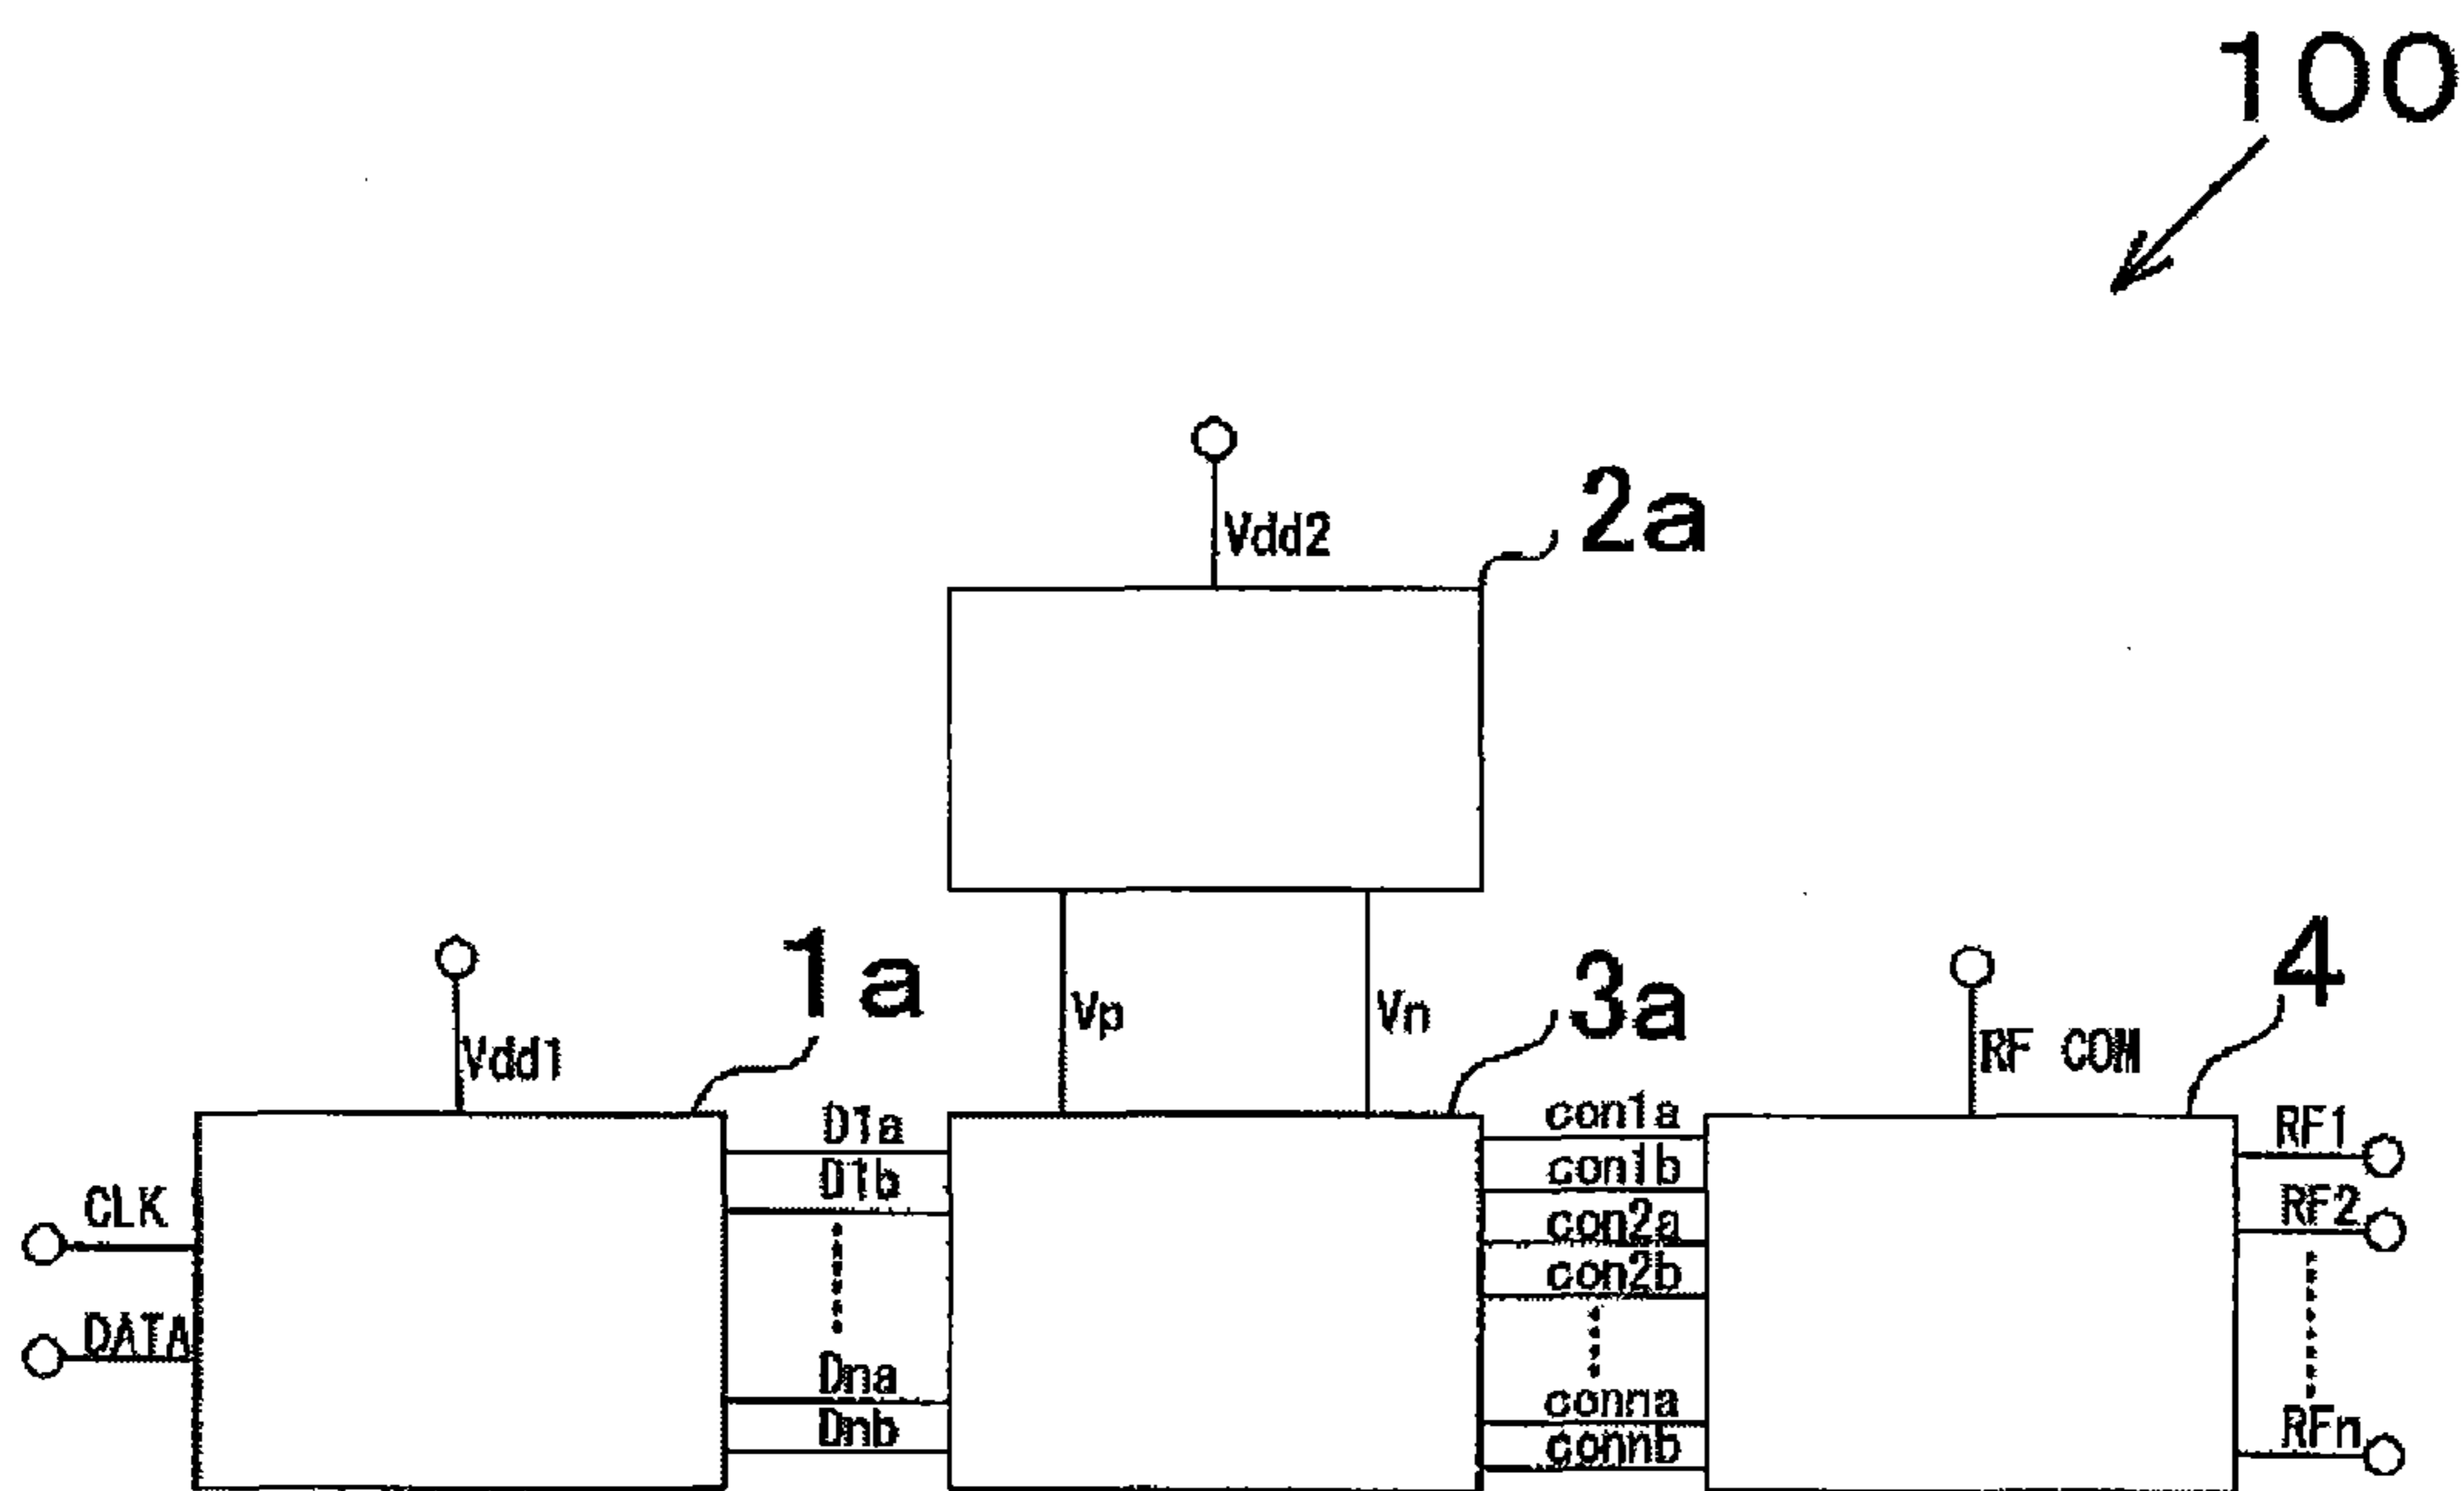 100
Vdd2
2a
1a
Vp
Vn
3a
4
Vdd1
RF COM
D1a
D1b
con1a
con1b
con2a
con2b
RF1
RF2
CLK
DATA
Dna
Dnb
conna
connb
RFn